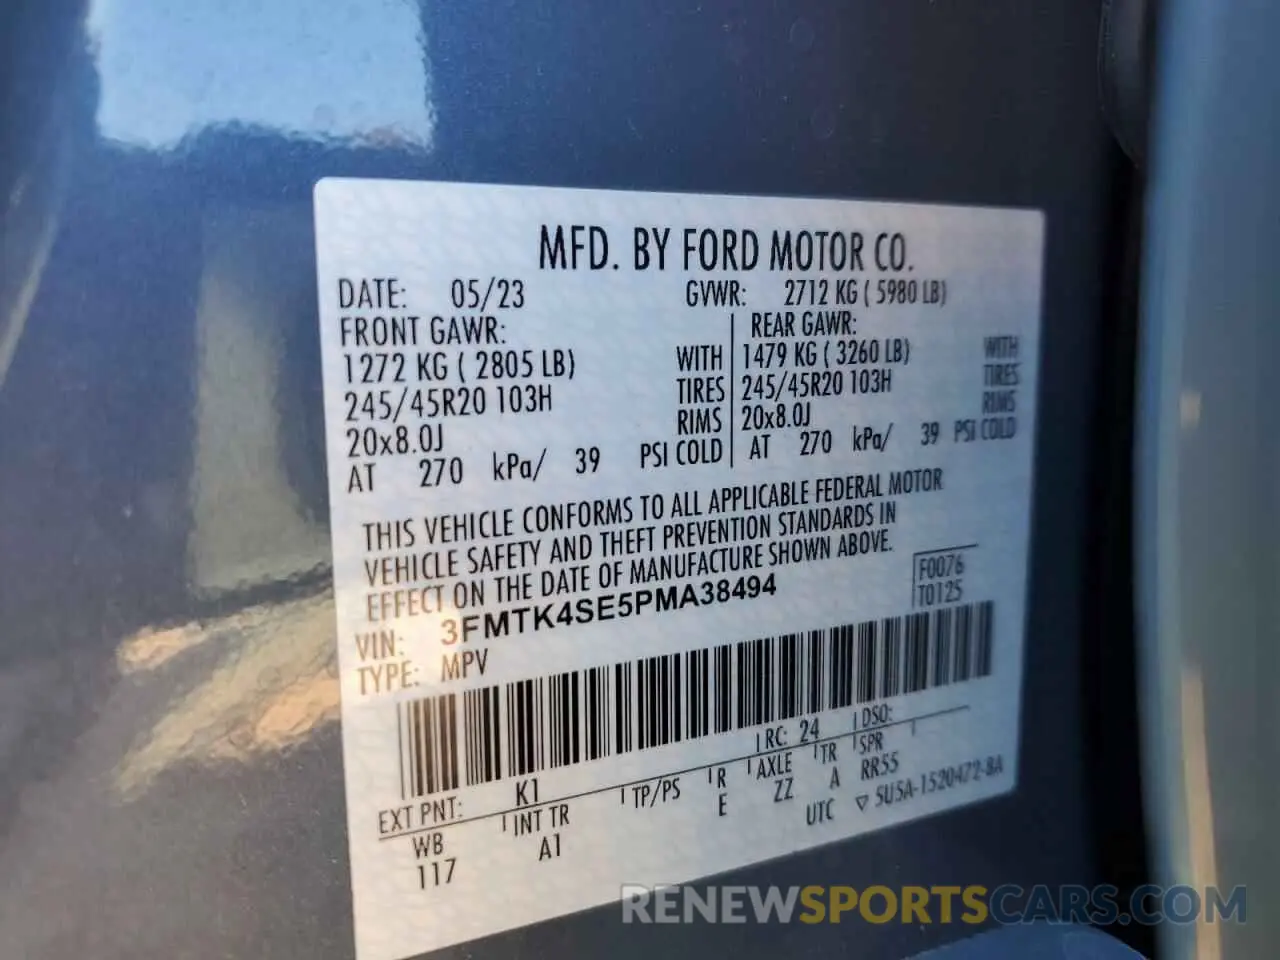 MFD. BY FORD MOTOR CO.
DATE: 05/23 GVWR: 2712 KG ( 5980 LB)
FRONT GAWR: REAR GAWR:
1272 KG ( 2805 LB) WITH 1479 KG ( 3260 LB) WITH
245/45R20 103H TIRES 245/45R20 103H TIRES
20x8.0J RIMS 20x8.0J RIMS
AT 270 kPa/ 39 PSI COLD AT 270 kPa/ 39 PSI COLD
THIS VEHICLE CONFORMS TO ALL APPLICABLE FEDERAL MOTOR
VEHICLE SAFETY AND THEFT PREVENTION STANDARDS IN
EFFECT ON THE DATE OF MANUFACTURE SHOWN ABOVE.
F0076
T0125
VIN: 3FMTK4SE5PMA38494
TYPE: MPV
EXT PNT: K1 RC: 24 DSO:
WB INT TR TP/PS R AXLE TR SPR
117 A1 E ZZ A RR55
UTC ▽ 5U5A-1520472-BA
RENEWSPORTSCARS.COM